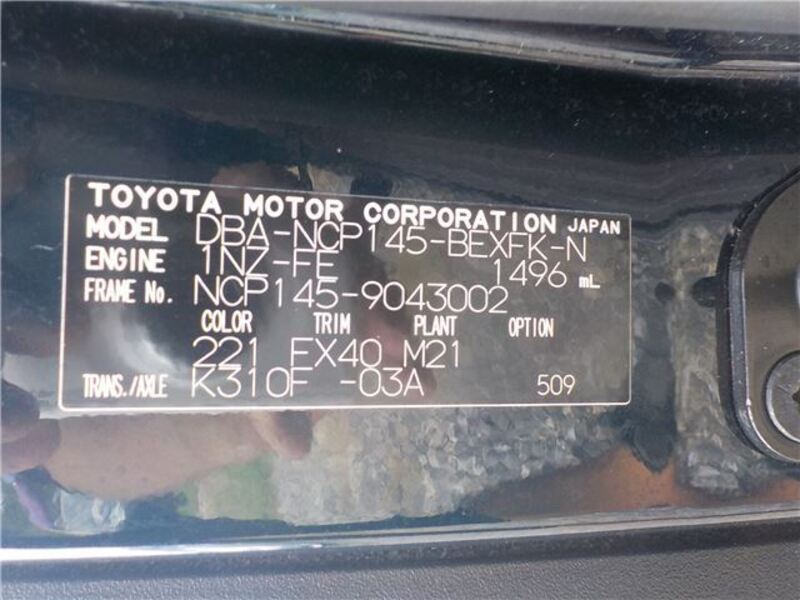 TOYOTA MOTOR CORPORATION JAPAN
MODEL DBA-NCP145-BEXFK-N
ENGINE 1NZ-FE 1496 mL
FRAME No. NCP145-9043002
COLOR TRIM PLANT OPTION
221 FX40 M21
TRANS./AXLE K310F -03A 509